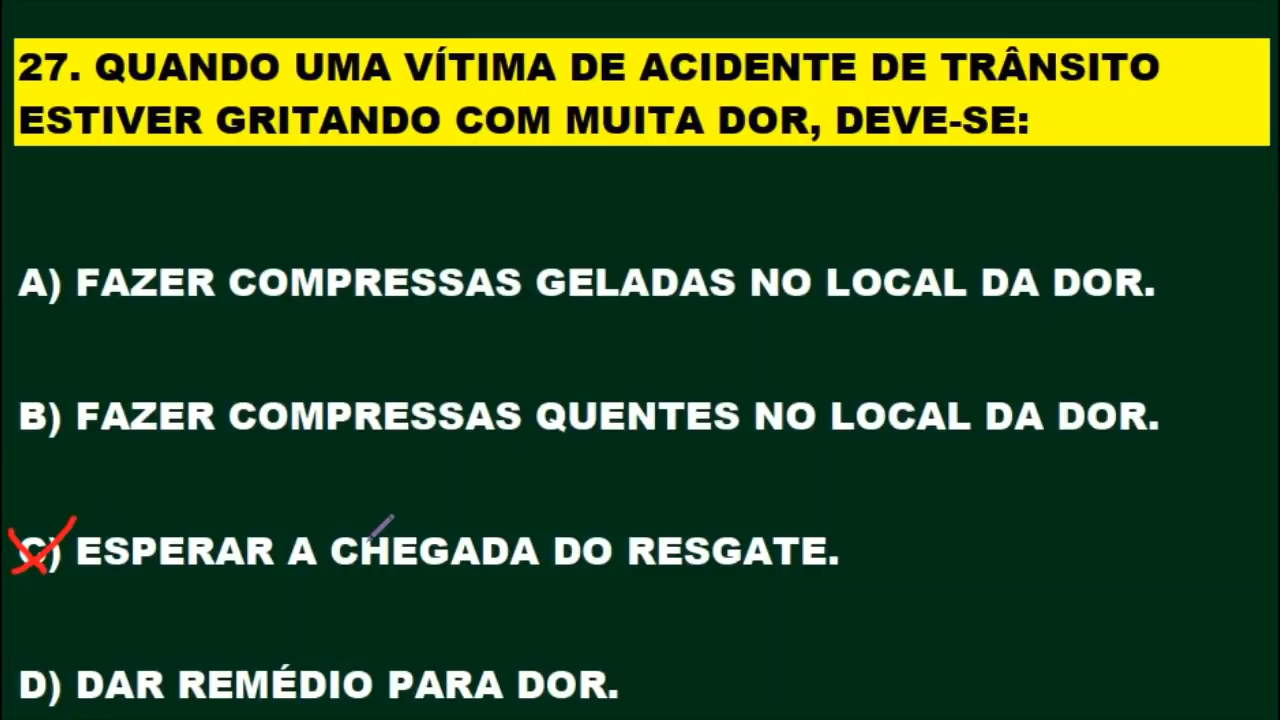 27. QUANDO UMA VÍTIMA DE ACIDENTE DE TRÂNSITO
ESTIVER GRITANDO COM MUITA DOR, DEVE-SE:
A) FAZER COMPRESSAS GELADAS NO LOCAL DA DOR.
B) FAZER COMPRESSAS QUENTES NO LOCAL DA DOR.
C) ESPERAR A CHEGADA DO RESGATE.
D) DAR REMÉDIO PARA DOR.